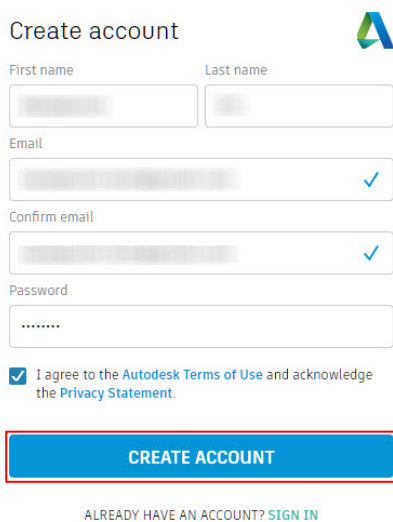 Create account
First name Last name
Email
Confirm email
Password
........
I agree to the Autodesk Terms of Use and acknowledge
the Privacy Statement.
CREATE ACCOUNT
ALREADY HAVE AN ACCOUNT? SIGN IN